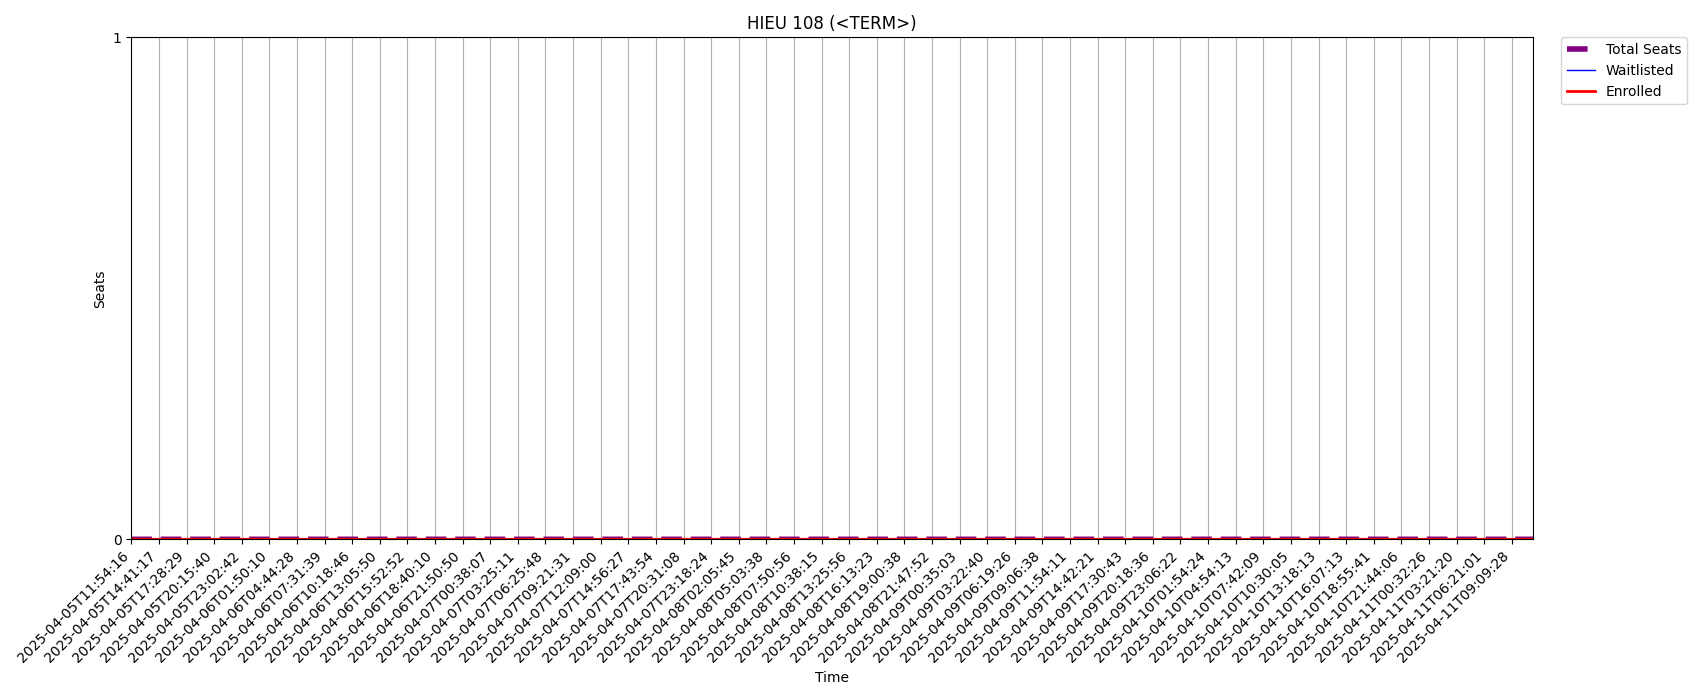 HIEU 108 (<TERM>)
1
0
Seats
Total Seats
Waitlisted
Enrolled
2025-04-05T11:54:16
2025-04-05T14:41:17
2025-04-05T17:28:29
2025-04-05T20:15:40
2025-04-05T23:02:42
2025-04-06T01:50:10
2025-04-06T04:44:28
2025-04-06T07:31:39
2025-04-06T10:18:46
2025-04-06T13:05:50
2025-04-06T15:52:52
2025-04-06T18:40:10
2025-04-06T21:50:50
2025-04-07T00:38:07
2025-04-07T03:25:11
2025-04-07T06:25:48
2025-04-07T09:21:31
2025-04-07T12:09:00
2025-04-07T14:56:27
2025-04-07T17:43:54
2025-04-07T20:31:08
2025-04-07T23:18:24
2025-04-08T02:05:45
2025-04-08T05:03:38
2025-04-08T07:50:56
2025-04-08T10:38:15
2025-04-08T13:25:56
2025-04-08T16:13:23
2025-04-08T19:00:38
2025-04-08T21:47:52
2025-04-09T00:35:03
2025-04-09T03:22:40
2025-04-09T06:19:26
2025-04-09T09:06:38
2025-04-09T11:54:11
2025-04-09T14:42:21
2025-04-09T17:30:43
2025-04-09T20:18:36
2025-04-09T23:06:22
2025-04-10T01:54:24
2025-04-10T04:54:13
2025-04-10T07:42:09
2025-04-10T10:30:05
2025-04-10T13:18:13
2025-04-10T16:07:13
2025-04-10T18:55:41
2025-04-10T21:44:06
2025-04-11T00:32:26
2025-04-11T03:21:20
2025-04-11T06:21:01
2025-04-11T09:09:28
Time